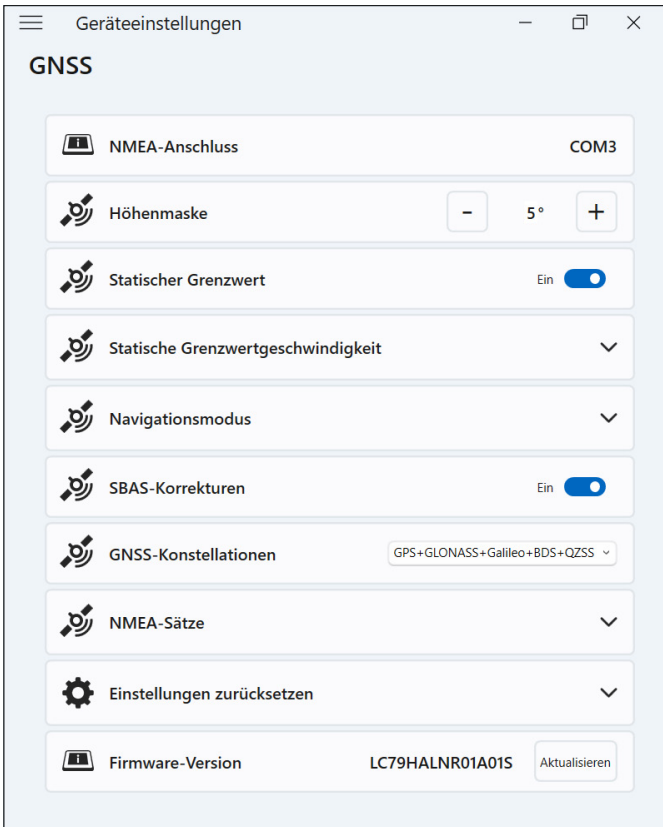 Geräteeinstellungen
GNSS
NMEA-Anschluss COM3
Höhenmaske - 5° +
Statischer Grenzwert Ein
Statische Grenzwertgeschwindigkeit
Navigationsmodus
SBAS-Korrekturen Ein
GNSS-Konstellationen GPS+GLONASS+Galileo+BDS+QZSS
NMEA-Sätze
Einstellungen zurücksetzen
Firmware-Version LC79HALNR01A01S Aktualisieren